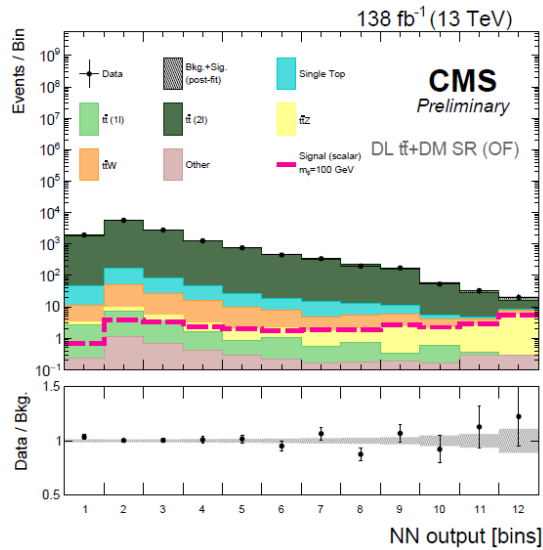 138 fb⁻¹ (13 TeV)
Events / Bin
10⁹
10⁸
10⁷
10⁶
10⁵
10⁴
10³
10²
10
1
10⁻¹
Data
Bkg.+Sig.
(post-fit)
Single Top
tt̄ (1l)
tt̄ (2l)
tt̄Z
tt̄W
Other
Signal (scalar)
mᵩ=100 GeV
CMS
Preliminary
DL tt̄+DM SR (OF)
Data / Bkg.
1.5
1
0.5
1 2 3 4 5 6 7 8 9 10 11 12
NN output [bins]